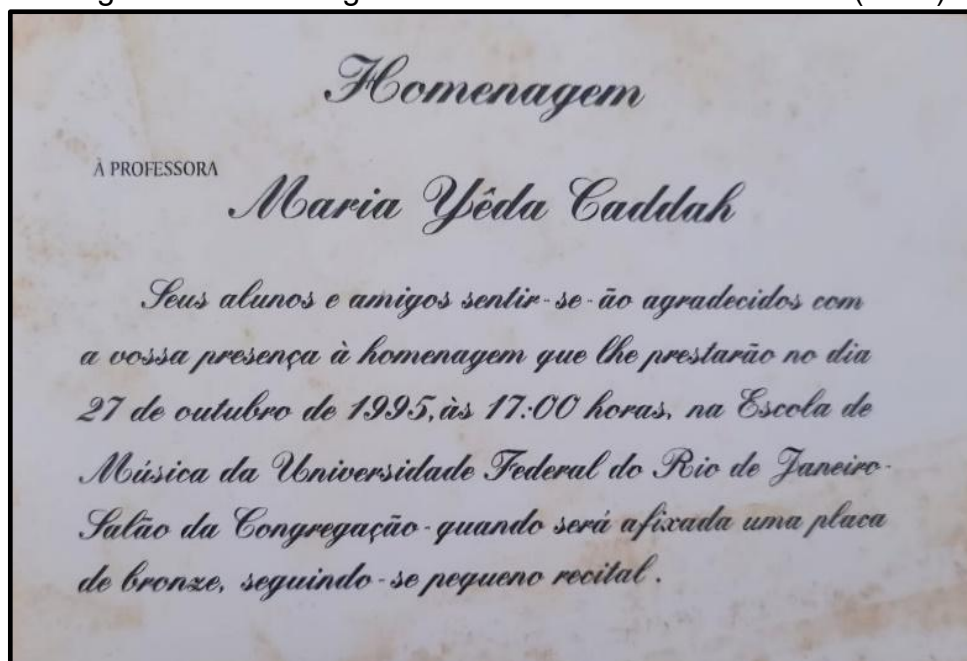 Homenagem
À PROFESSORA
Maria Yêda Caddah
Seus alunos e amigos sentir-se-ão agradecidos com
a vossa presença à homenagem que lhe prestarão no dia
27 de outubro de 1995, às 17:00 horas, na Escola de
Música da Universidade Federal do Rio de Janeiro-
Salão da Congregação - quando será afixada uma placa
de bronze, seguindo-se pequeno recital.